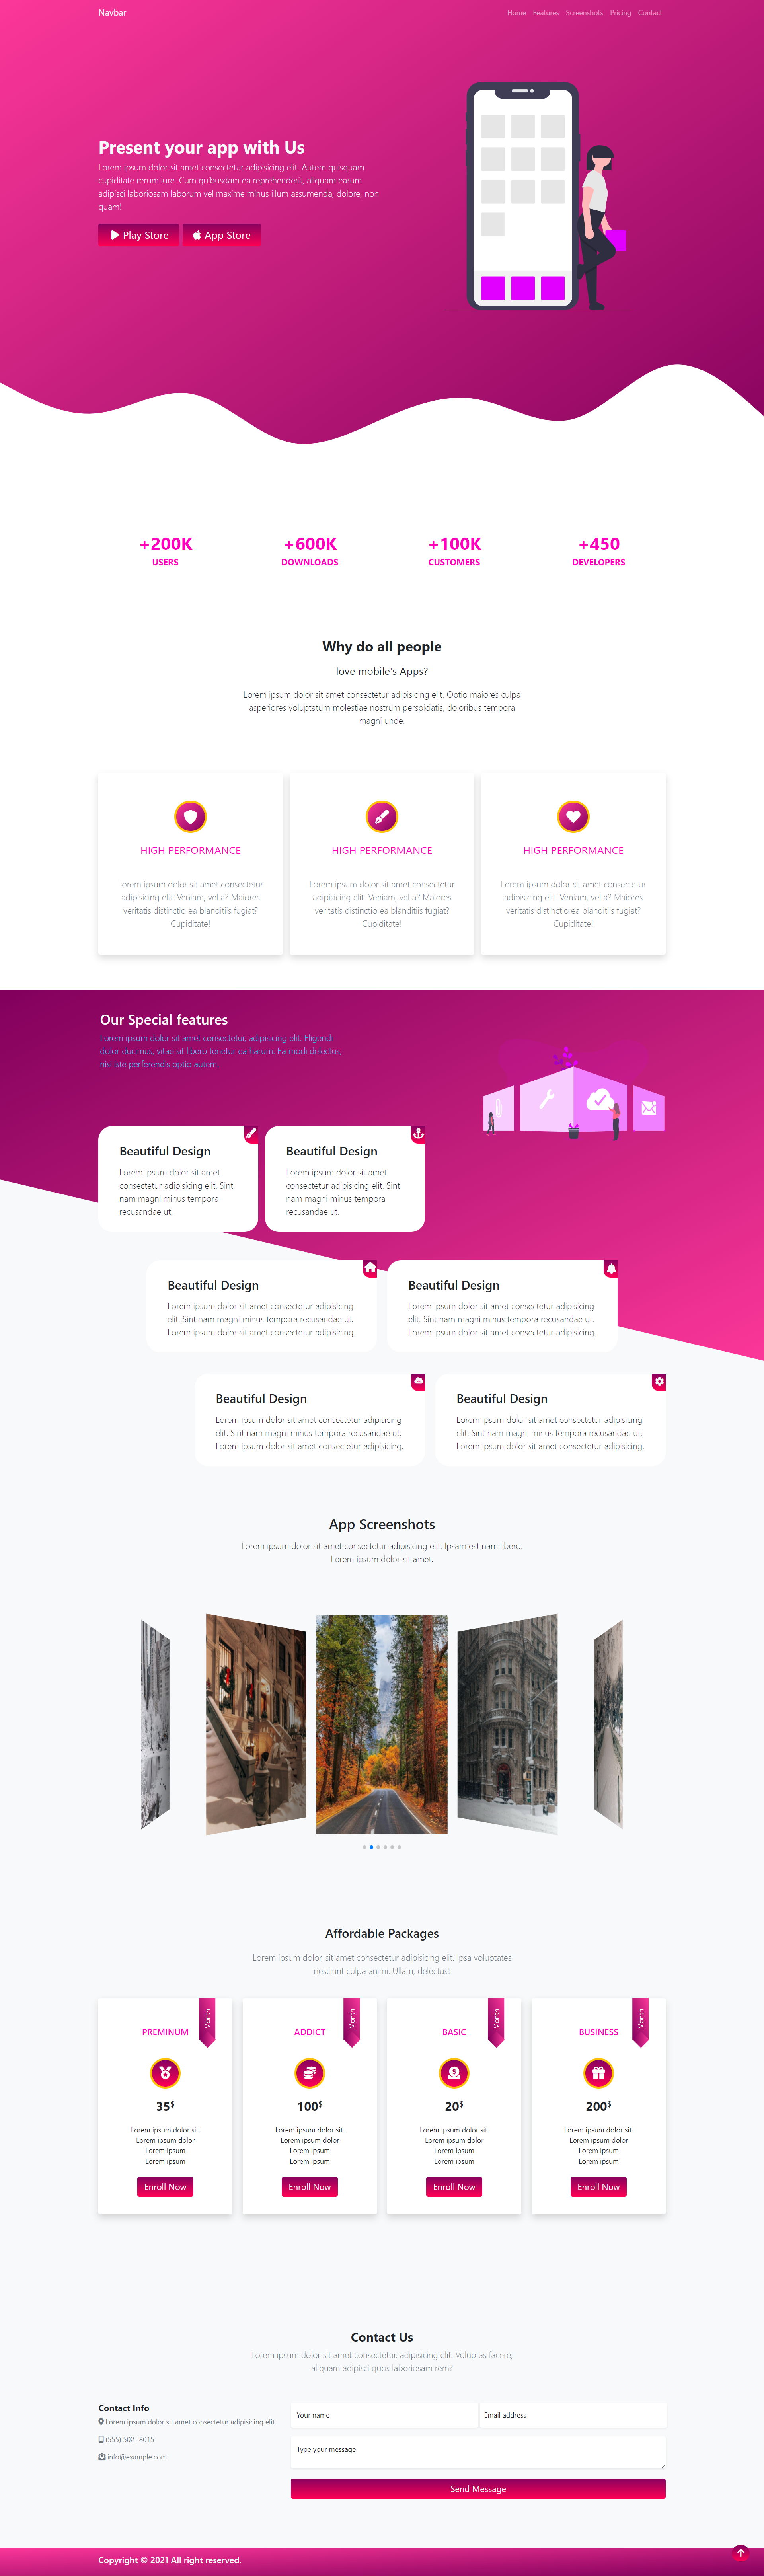 Navbar
Home Features Screenshots Pricing Contact
Present your app with Us
Lorem ipsum dolor sit amet consectetur adipisicing elit. Autem quisquam
cupiditate rerum iure. Cum quibusdam ea reprehenderit, aliquam earum
adipisci laboriosam laborum vel maxime minus illum assumenda, dolore, non
quam!
Play Store App Store
+200K
USERS
+600K
DOWNLOADS
+100K
CUSTOMERS
+450
DEVELOPERS
Why do all people
love mobile's Apps?
Lorem ipsum dolor sit amet consectetur adipisicing elit. Optio maiores culpa
asperiores voluptatum molestiae nostrum perspiciatis, doloribus tempora
magni unde.
HIGH PERFORMANCE
Lorem ipsum dolor sit amet consectetur
adipisicing elit. Veniam, vel a? Maiores
veritatis distinctio ea blanditiis fugiat?
Cupiditate!
HIGH PERFORMANCE
Lorem ipsum dolor sit amet consectetur
adipisicing elit. Veniam, vel a? Maiores
veritatis distinctio ea blanditiis fugiat?
Cupiditate!
HIGH PERFORMANCE
Lorem ipsum dolor sit amet consectetur
adipisicing elit. Veniam, vel a? Maiores
veritatis distinctio ea blanditiis fugiat?
Cupiditate!
Our Special features
Lorem ipsum dolor sit amet consectetur, adipisicing elit. Eligendi
dolor ducimus, vitae sit libero tenetur ea harum. Ea modi delectus,
nisi iste perferendis optio autem.
Beautiful Design
Lorem ipsum dolor sit amet
consectetur adipisicing elit. Sint
nam magni minus tempora
recusandae ut.
Beautiful Design
Lorem ipsum dolor sit amet
consectetur adipisicing elit. Sint
nam magni minus tempora
recusandae ut.
Beautiful Design
Lorem ipsum dolor sit amet consectetur adipisicing
elit. Sint nam magni minus tempora recusandae ut.
Lorem ipsum dolor sit amet consectetur adipisicing.
Beautiful Design
Lorem ipsum dolor sit amet consectetur adipisicing
elit. Sint nam magni minus tempora recusandae ut.
Lorem ipsum dolor sit amet consectetur adipisicing.
Beautiful Design
Lorem ipsum dolor sit amet consectetur adipisicing
elit. Sint nam magni minus tempora recusandae ut.
Lorem ipsum dolor sit amet consectetur adipisicing.
Beautiful Design
Lorem ipsum dolor sit amet consectetur adipisicing
elit. Sint nam magni minus tempora recusandae ut.
Lorem ipsum dolor sit amet consectetur adipisicing.
App Screenshots
Lorem ipsum dolor sit amet consectetur adipisicing elit. Ipsam est nam libero.
Lorem ipsum dolor sit amet.
Affordable Packages
Lorem ipsum dolor, sit amet consectetur adipisicing elit. Ipsa voluptates
nesciunt culpa animi. Ullam, delectus!
Month
PREMINUM
35$
Lorem ipsum dolor sit.
Lorem ipsum dolor
Lorem ipsum
Lorem ipsum
Enroll Now
Month
ADDICT
100$
Lorem ipsum dolor sit.
Lorem ipsum dolor
Lorem ipsum
Lorem ipsum
Enroll Now
Month
BASIC
20$
Lorem ipsum dolor sit.
Lorem ipsum dolor
Lorem ipsum
Lorem ipsum
Enroll Now
Month
BUSINESS
200$
Lorem ipsum dolor sit.
Lorem ipsum dolor
Lorem ipsum
Lorem ipsum
Enroll Now
Contact Us
Lorem ipsum dolor sit amet consectetur, adipisicing elit. Voluptas facere,
aliquam adipisci quos laboriosam rem?
Contact Info
Lorem ipsum dolor sit amet consectetur adipisicing elit.
(555) 502- 8015
info@example.com
Your name
Email address
Type your message
Send Message
Copyright © 2021 All right reserved.